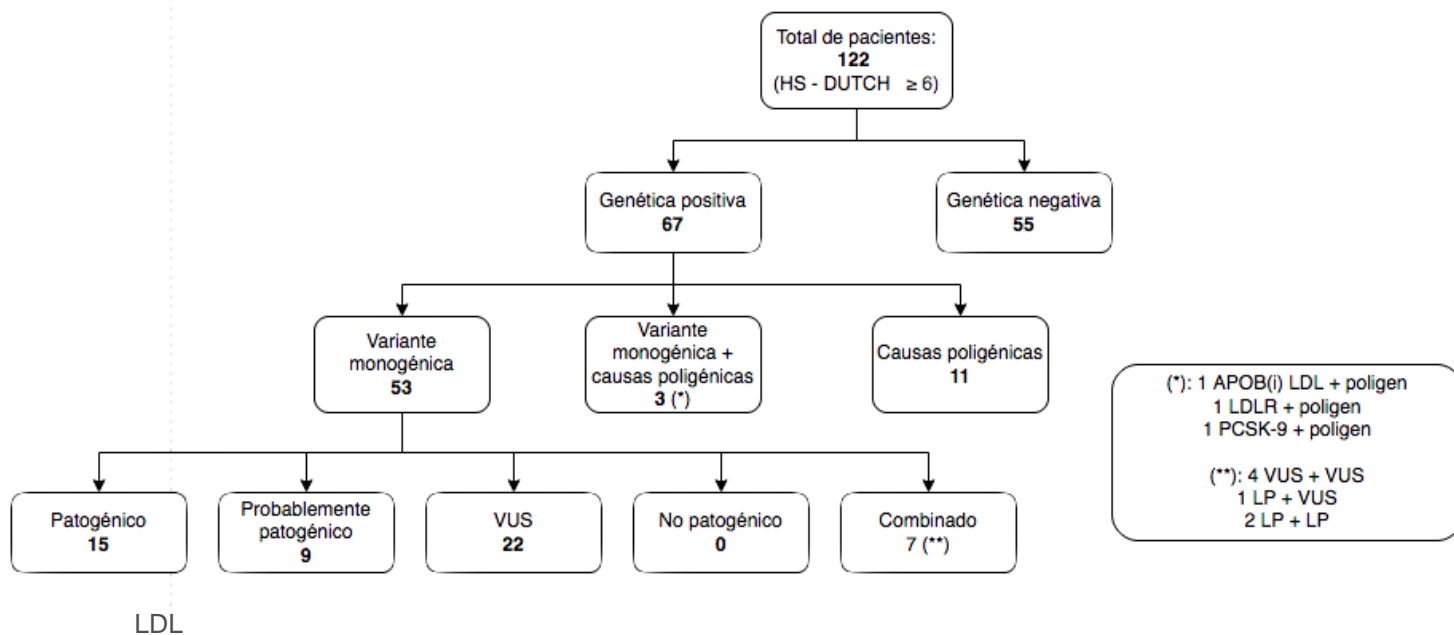 Total de pacientes:
122
(HS - DUTCH ≥ 6)
Genética positiva
67
Genética negativa
55
Variante
monogénica
53
Variante
monogénica +
causas poligénicas
3 (*)
Causas poligénicas
11
(*): 1 APOB(i) LDL + poligen
1 LDLR + poligen
1 PCSK-9 + poligen
(**): 4 VUS + VUS
1 LP + VUS
2 LP + LP
Patogénico
15
Probablemente
patogénico
9
VUS
22
No patogénico
0
Combinado
7 (**)
LDL